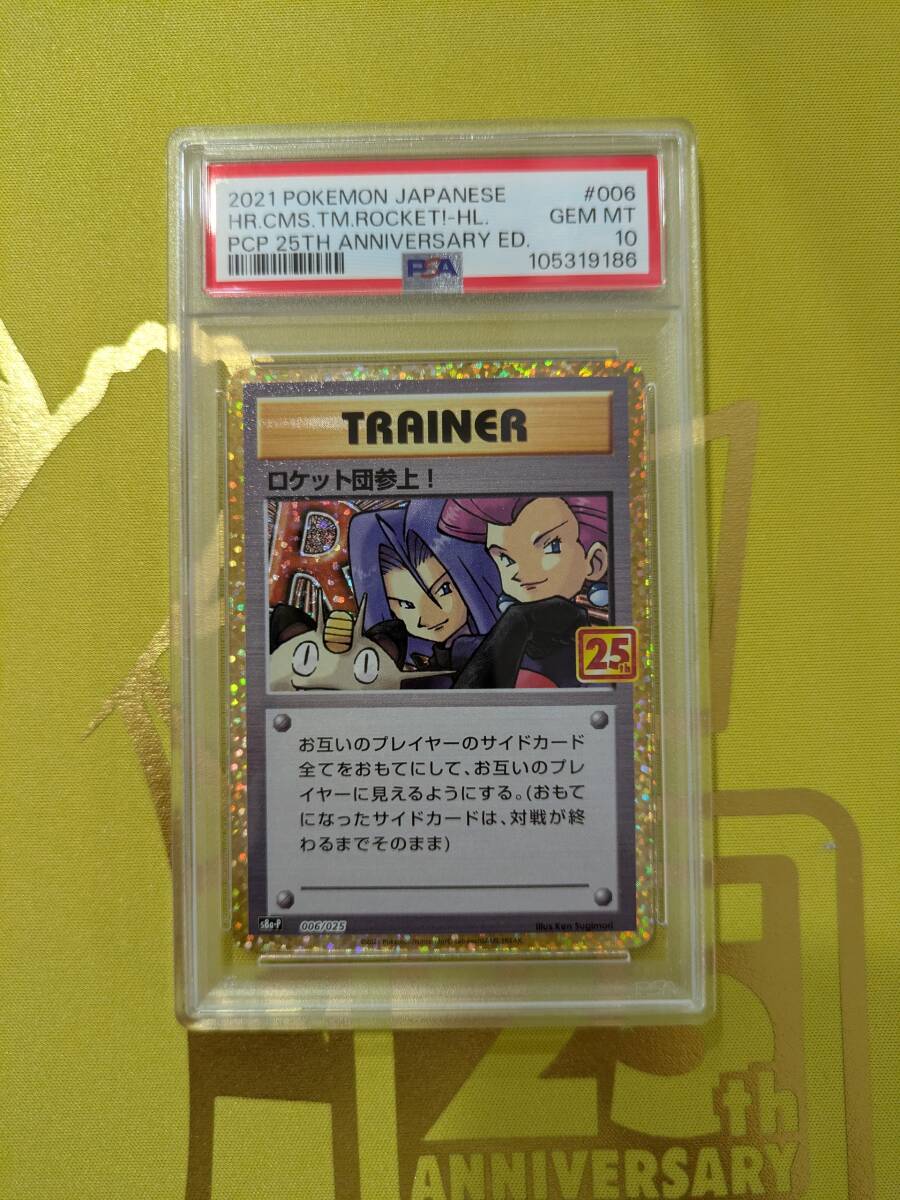 2021 POKEMON JAPANESE #006
HR.CMS.TM.ROCKET!-HL. GEM MT
PCP 25TH ANNIVERSARY ED. 10
PSA 105319186
TRAINER
ロケット団参上!
R
25th
お互いのプレイヤーのサイドカード
全てをおもてにして、お互いのプレ
イヤーに見えるようにする。(おもて
になったサイドカードは、対戦が終
わるまでそのまま)
s8a-P 006/025
Illus.Ken Sugimori
25th
ANNIVERSARY